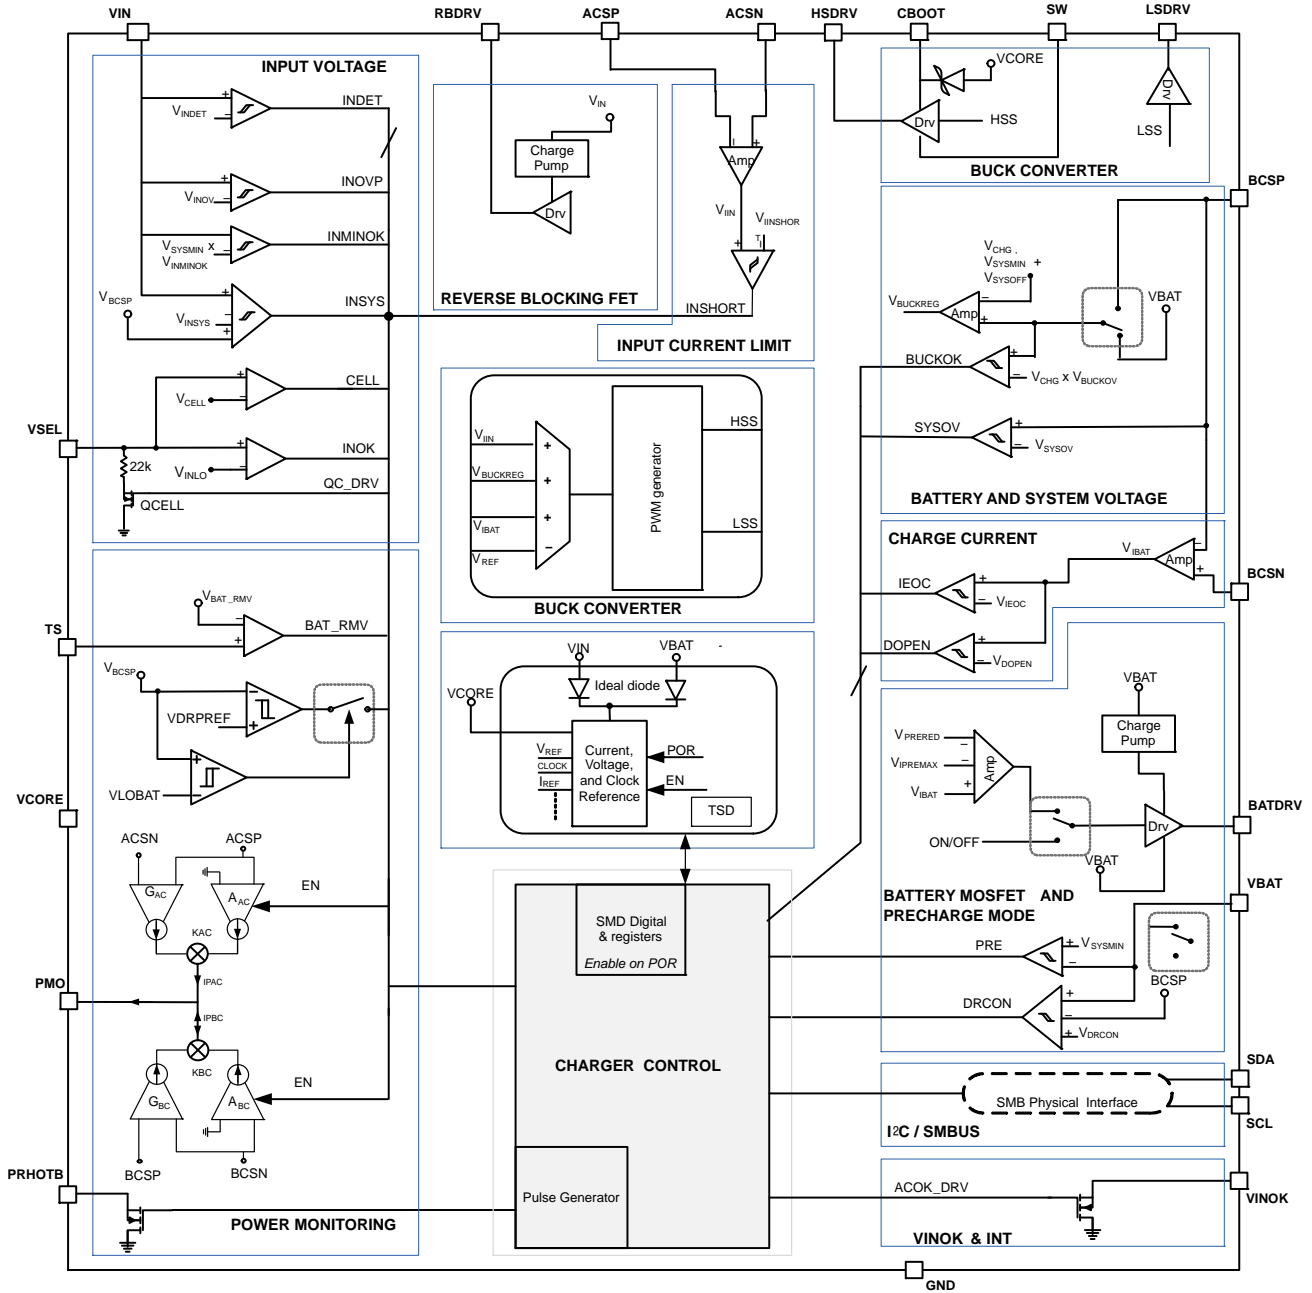 VIN
RBDRV
ACSP
ACSN
HSDRV
CBOOT
SW
LSDRV
INPUT VOLTAGE
VINDET
+
−
INDET
VINOV
+
−
INOVP
VSYSMIN x
VINMINOK
+
−
INMINOK
VBCSP
VINSYS
+
−
+
INSYS
VCELL
+
−
CELL
VSEL
22k
VINLO
+
−
INOK
QC_DRV
QCELL
VIN
Charge
Pump
Drv
REVERSE BLOCKING FET
−
+
Amp
VIIN
VIINSHOR
T
+
−
INSHORT
INPUT CURRENT LIMIT
VCORE
Drv
HSS
Drv
LSS
BUCK CONVERTER
BCSP
VCHG ,
VSYSMIN +
VSYSOFF
VBUCKREG
Amp
−
+
VBAT
BUCKOK
+
−
VCHG x VBUCKOV
SYSOV
+
−
VSYSOV
BATTERY AND SYSTEM VOLTAGE
VIIN
VBUCKREG
VIBAT
VREF
+
+
+
−
PWM generator
HSS
LSS
BUCK CONVERTER
CHARGE CURRENT
VIBAT
Amp
−
+
BCSN
IEOC
+
−
VIEOC
DOPEN
+
−
VDOPEN
TS
VBAT_RMV
−
+
BAT_RMV
VBCSP
VDRPREF
−
+
VLOBAT
+
−
VCORE
VIN
VBAT
-
Ideal diode
VCORE
VREF
CLOCK
IREF
Current,
Voltage,
and Clock
Reference
POR
EN
TSD
VPRERED
−
VIPREMAX
−
VIBAT
+
Amp
ON/OFF
VBAT
Charge
Pump
Drv
VBAT
BATDRV
BATTERY MOSFET and
PRECHARGE MODE
VBAT
PRE
+
−
VSYSMIN
BCSP
DRCON
+
−
+
VDRCON
ACSN
ACSP
GAC
AAC
EN
KAC
IPAC
PMO
IPBC
KBC
GBC
ABC
EN
BCSP
BCSN
PRHOTB
POWER MONITORING
SMD Digital
& registers
Enable on POR
CHARGER CONTROL
Pulse Generator
SDA
SMB Physical Interface
SCL
I2C / SMBUS
ACOK_DRV
VINOK
VINOK & INT
GND